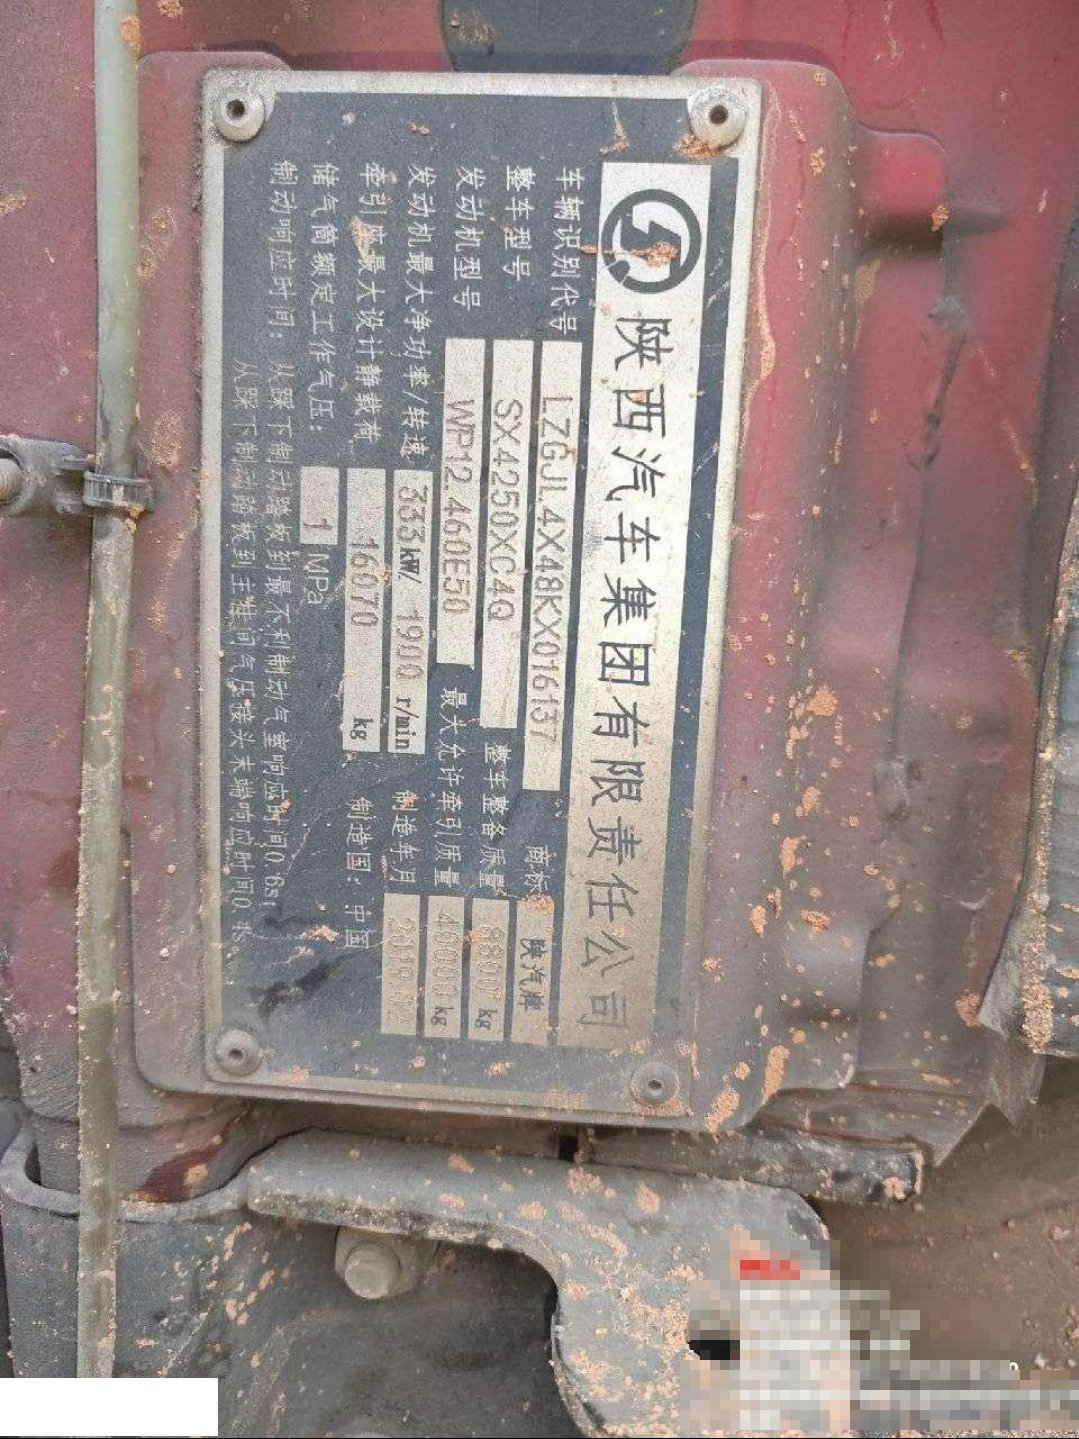 陕西汽车集团有限责任公司
车辆识别代号 LZGJL4X48KX016137 商标 陕汽牌
整车型号 SX4250XC4Q 整车整备质量 8800 kg
发动机型号 WP12.460E50 最大允许牵引质量 40000 kg
发动机最大净功率/转速 333kW/ 1900 r/min 制造年月 2019.02
牵引座最大设计静载荷 16070 kg 制造国：中国
储气筒额定工作气压： 1 MPa
制动响应时间：从踩下制动踏板到最不利制动气室响应时间0.6s;
从踩下制动踏板到主挂间气压接头末端响应时间0.4s。